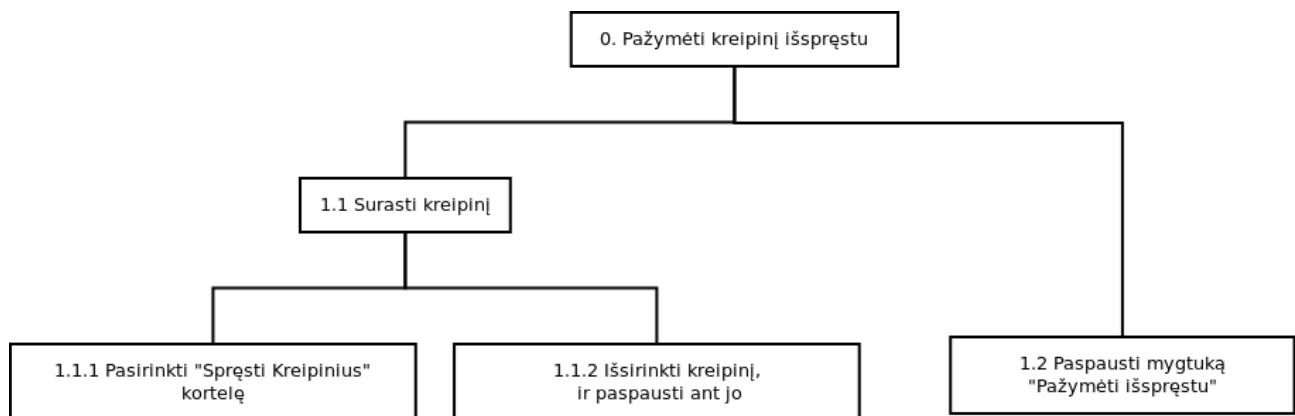 0. Pažymėti kreipinį išspręstu
1.1 Surasti kreipinį
1.1.1 Pasirinkti "Spręsti Kreipinius"
kortelę
1.1.2 Išsirinkti kreipinį,
ir paspausti ant jo
1.2 Paspausti mygtuką
"Pažymėti išspręstu"